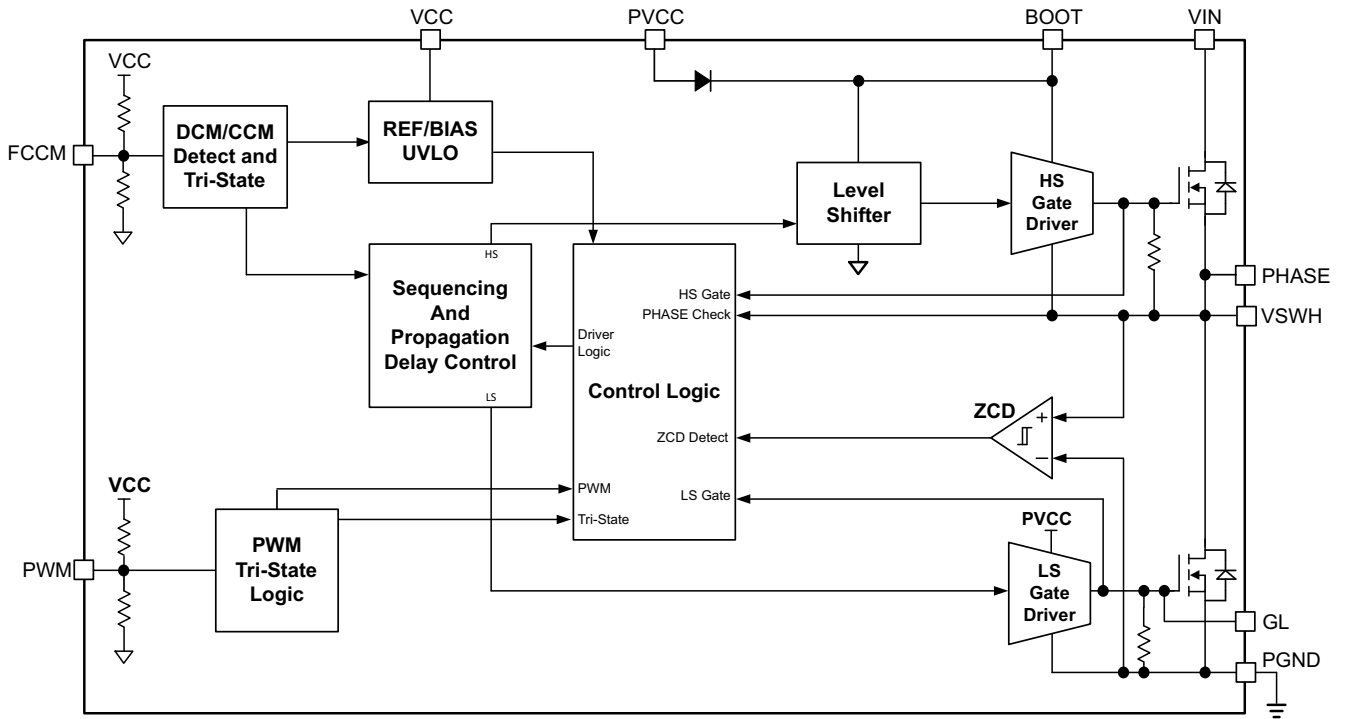 VCC
PVCC
BOOT
VIN
VCC
FCCM
DCM/CCM
Detect and
Tri-State
REF/BIAS
UVLO
Level
Shifter
HS
Gate
Driver
HS
Sequencing
And
Propagation
Delay Control
LS
HS Gate
PHASE Check
Driver
Logic
Control Logic
ZCD Detect
PWM
LS Gate
Tri-State
PHASE
VSWH
ZCD
+
−
VCC
PWM
PWM
Tri-State
Logic
PVCC
LS
Gate
Driver
GL
PGND